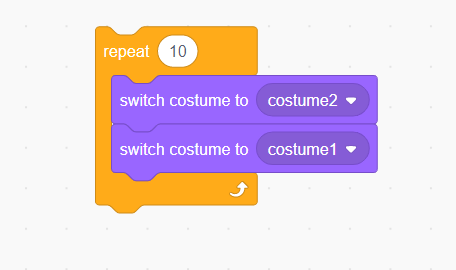 repeat 10
switch costume to costume2
switch costume to costume1